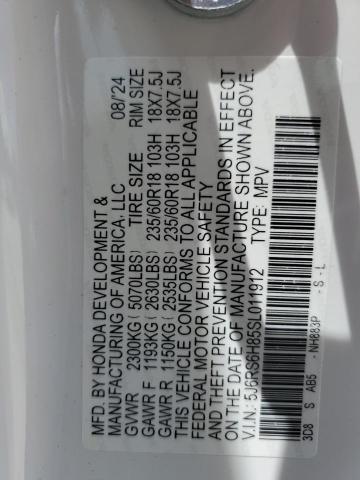 MFD. BY HONDA DEVELOPMENT & 08/'24
MANUFACTURING OF AMERICA, LLC
GVWR 2300KG ( 5070LBS) TIRE SIZE RIM SIZE
GAWR F 1193KG ( 2630LBS) 235/60R18 103H 18X7.5J
GAWR R 1150KG ( 2535LBS) 235/60R18 103H 18X7.5J
THIS VEHICLE CONFORMS TO ALL APPLICABLE
FEDERAL MOTOR VEHICLE SAFETY
AND THEFT PREVENTION STANDARDS IN EFFECT
ON THE DATE OF MANUFACTURE SHOWN ABOVE.
V.I.N: 5J6RS6H85SL011912 TYPE: MPV
3D8 S AB5 - NH883P - S - L